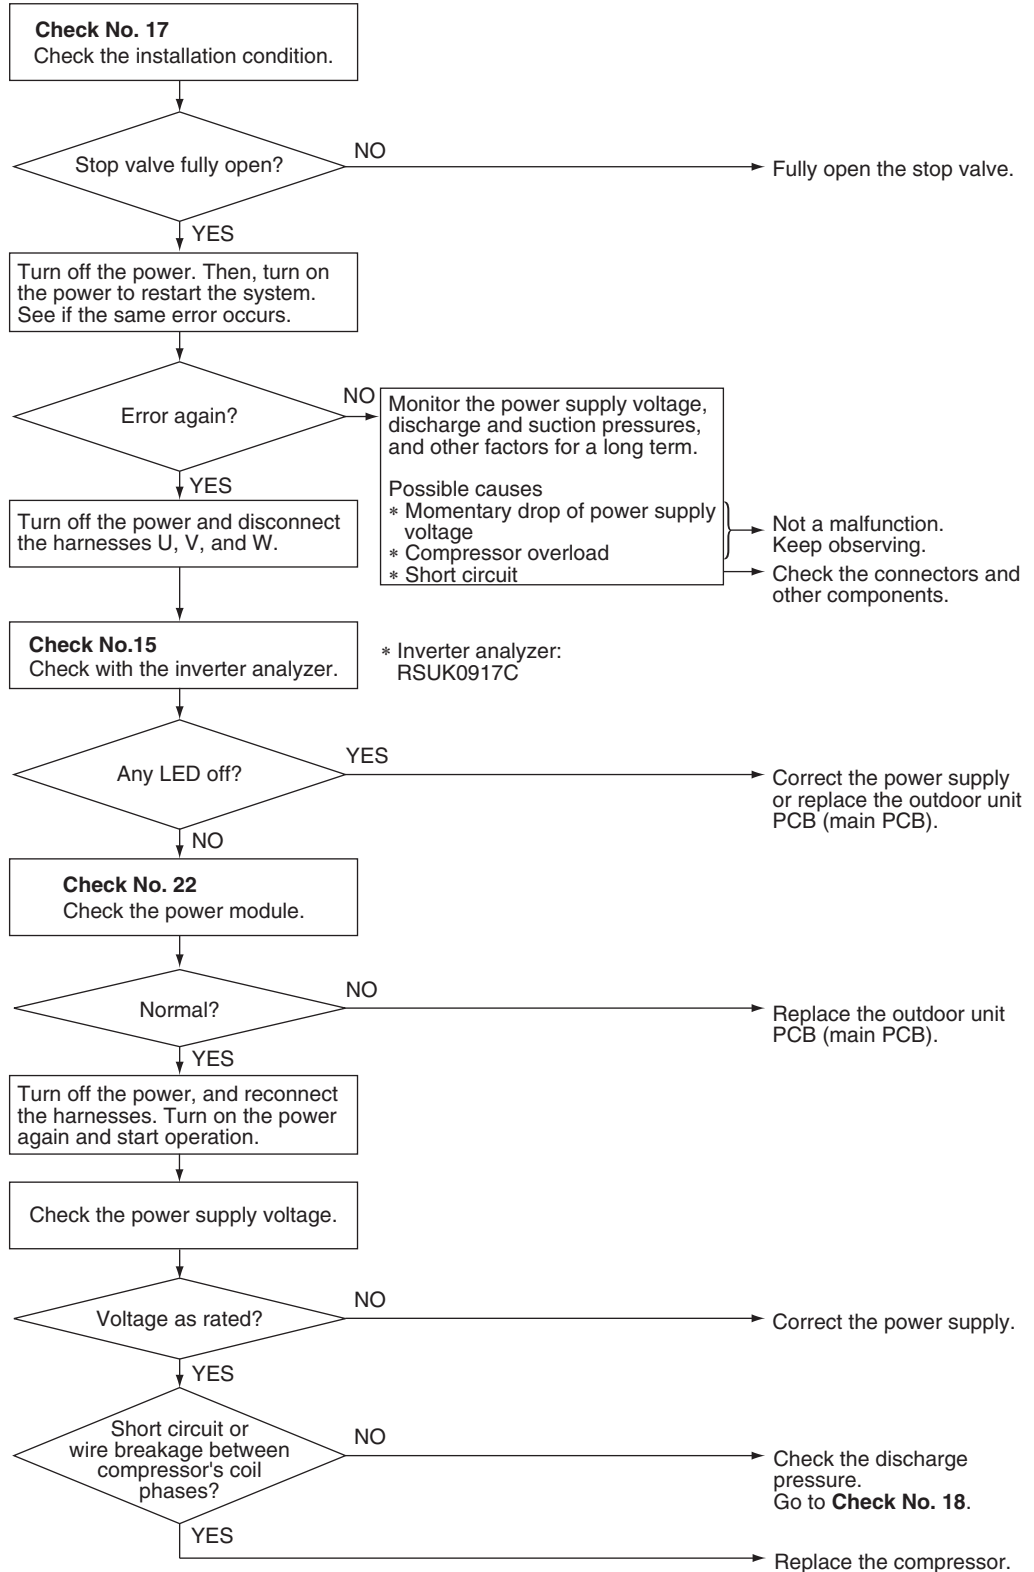 Check No. 17
Check the installation condition.
Stop valve fully open?
NO
Fully open the stop valve.
YES
Turn off the power. Then, turn on
the power to restart the system.
See if the same error occurs.
Error again?
NO
Monitor the power supply voltage,
discharge and suction pressures,
and other factors for a long term.
Possible causes
* Momentary drop of power supply
voltage
* Compressor overload
* Short circuit
Not a malfunction.
Keep observing.
Check the connectors and
other components.
YES
Turn off the power and disconnect
the harnesses U, V, and W.
Check No.15
Check with the inverter analyzer.
* Inverter analyzer:
RSUK0917C
Any LED off?
YES
Correct the power supply
or replace the outdoor unit
PCB (main PCB).
NO
Check No. 22
Check the power module.
Normal?
NO
Replace the outdoor unit
PCB (main PCB).
YES
Turn off the power, and reconnect
the harnesses. Turn on the power
again and start operation.
Check the power supply voltage.
Voltage as rated?
NO
Correct the power supply.
YES
Short circuit or
wire breakage between
compressor's coil
phases?
NO
Check the discharge
pressure.
Go to Check No. 18.
YES
Replace the compressor.